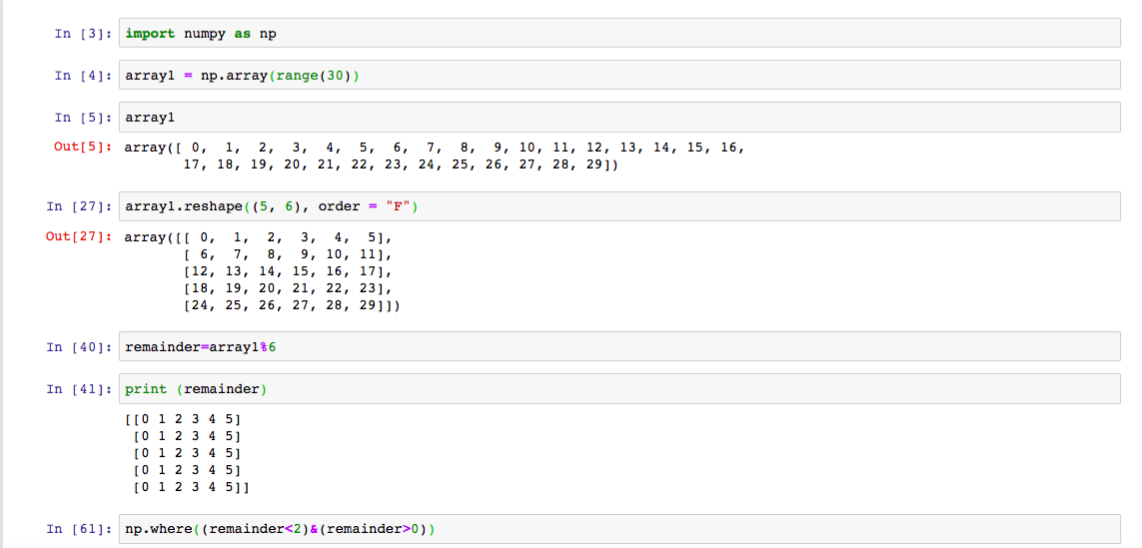 In [3]: import numpy as np
In [4]: array1 = np.array(range(30))
In [5]: array1
Out[5]: array([ 0, 1, 2, 3, 4, 5, 6, 7, 8, 9, 10, 11, 12, 13, 14, 15, 16,
17, 18, 19, 20, 21, 22, 23, 24, 25, 26, 27, 28, 29])
In [27]: array1.reshape((5, 6), order = "F")
Out[27]: array([[ 0, 1, 2, 3, 4, 5],
[ 6, 7, 8, 9, 10, 11],
[12, 13, 14, 15, 16, 17],
[18, 19, 20, 21, 22, 23],
[24, 25, 26, 27, 28, 29]])
In [40]: remainder=array1%6
In [41]: print (remainder)
[[0 1 2 3 4 5]
[0 1 2 3 4 5]
[0 1 2 3 4 5]
[0 1 2 3 4 5]
[0 1 2 3 4 5]]
In [61]: np.where((remainder<2)&(remainder>0))